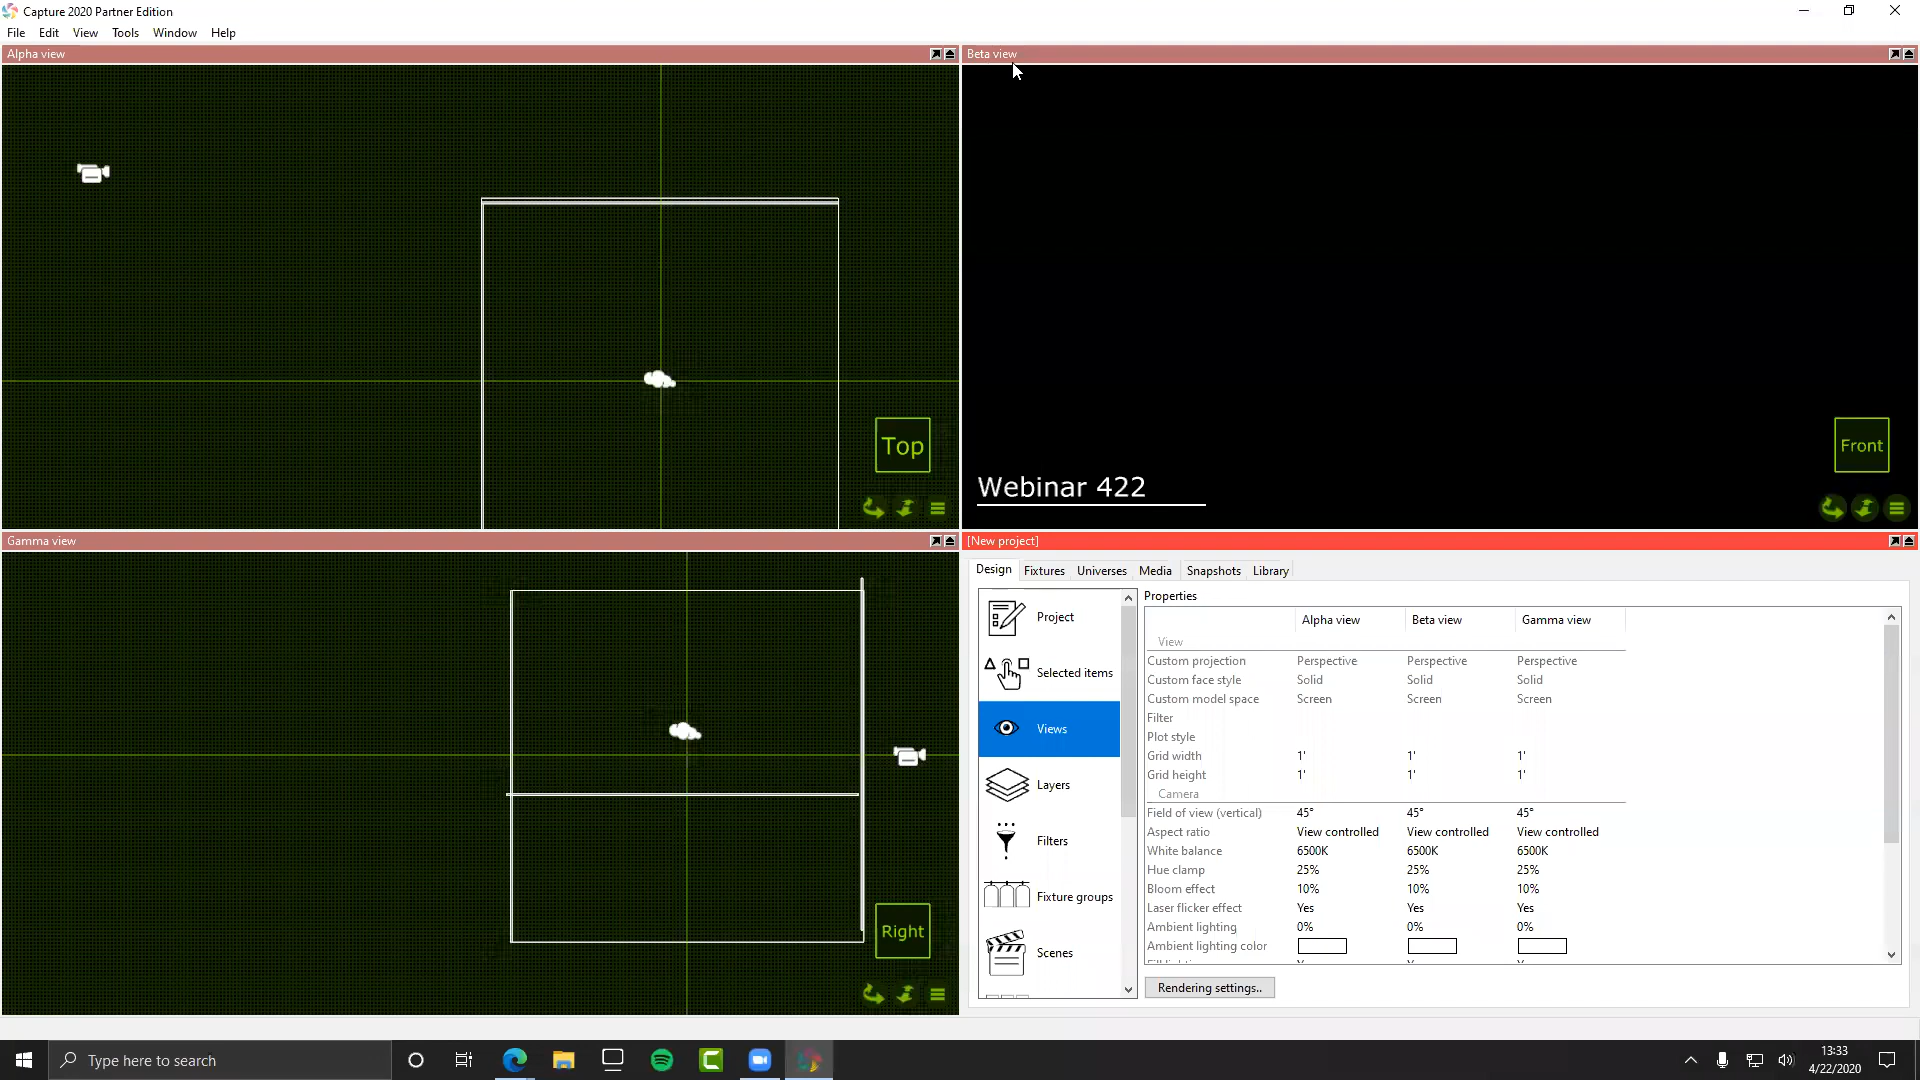 Capture 2020 Partner Edition
File Edit View Tools Window Help
Alpha view
Beta view
Top
Front
Webinar 422
Gamma view
Right
[New project]
Design Fixtures Universes Media Snapshots Library
Project
Selected items
Views
Layers
Filters
Fixture groups
Scenes
Properties
Alpha view Beta view Gamma view
View
Custom projection Perspective Perspective Perspective
Custom face style Solid Solid Solid
Custom model space Screen Screen Screen
Filter
Plot style
Grid width 1' 1' 1'
Grid height 1' 1' 1'
Camera
Field of view (vertical) 45° 45° 45°
Aspect ratio View controlled View controlled View controlled
White balance 6500K 6500K 6500K
Hue clamp 25% 25% 25%
Bloom effect 10% 10% 10%
Laser flicker effect Yes Yes Yes
Ambient lighting 0% 0% 0%
Ambient lighting color
Rendering settings..
Type here to search
13:33
4/22/2020